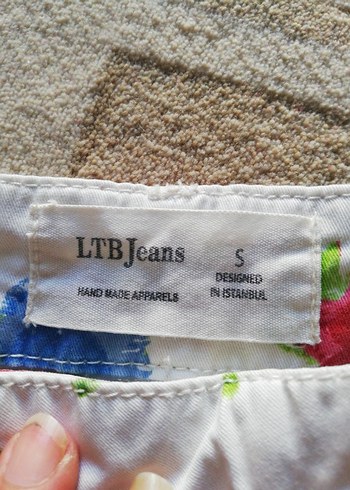 LTB Jeans
S
HAND MADE APPARELS
DESIGNED
IN ISTANBUL